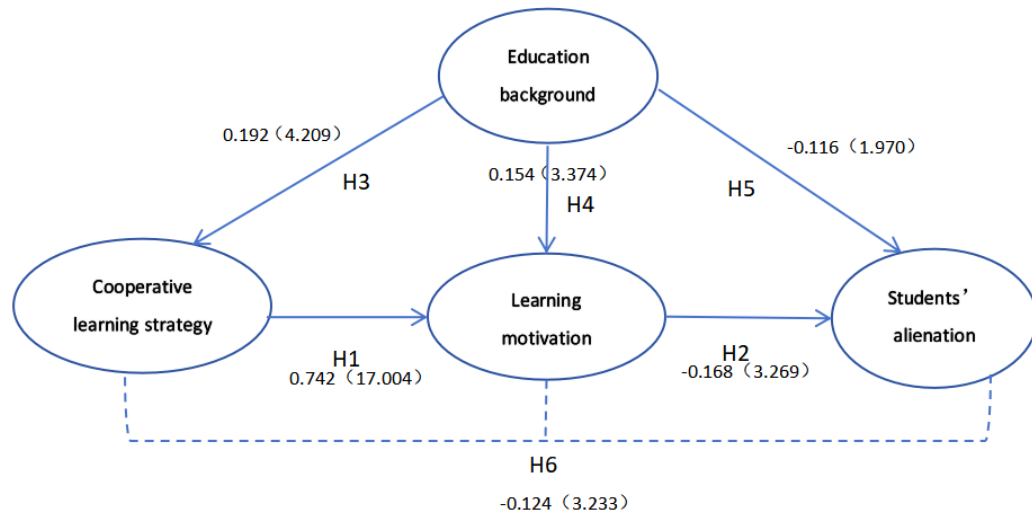 Education
background
0.192（4.209）
-0.116（1.970）
0.154（3.374）
H3
H4
H5
Cooperative
learning strategy
Learning
motivation
Students’
alienation
H1
0.742（17.004）
H2
-0.168（3.269）
H6
-0.124（3.233）